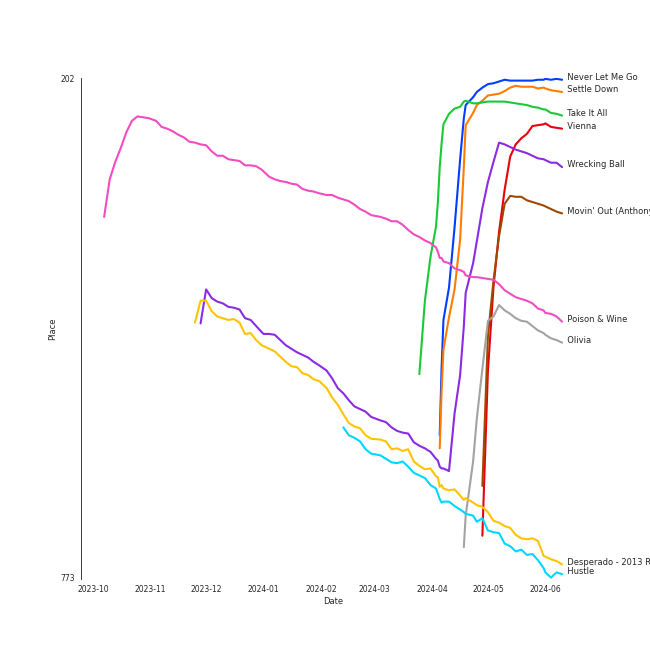 202
Never Let Me Go
Settle Down
Take It All
Vienna
Wrecking Ball
Movin' Out (Anthony
Place
Poison & Wine
Olivia
Desperado - 2013 R
Hustle
773
2023-10 2023-11 2023-12 2024-01 2024-02 2024-03 2024-04 2024-05 2024-06
Date